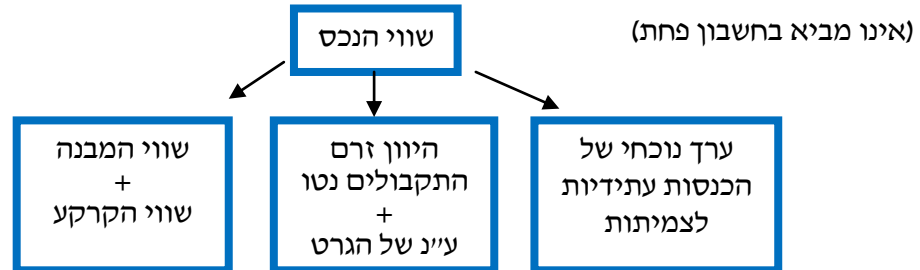 שווי הנכס
(אינו מביא בחשבון פחת)
ערך נוכחי של
הכנסות עתידיות
לצמיתות
היוון זרם
התקבולים נטו
+
ע"נ של הגרט
שווי המבנה
+
שווי הקרקע